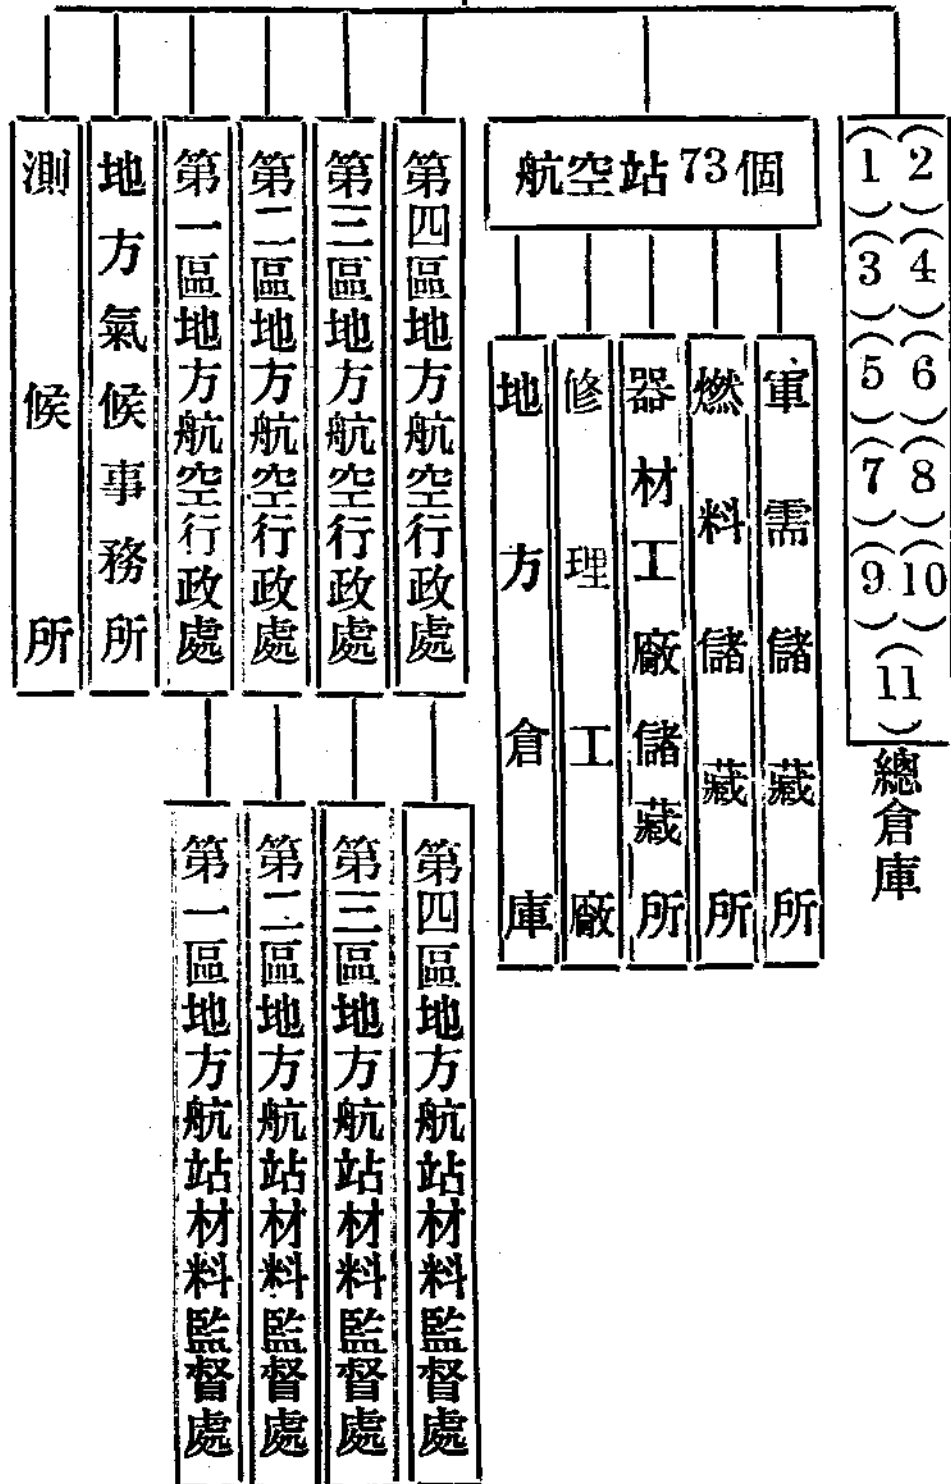 (1)(2)
(3)(4)
(5)(6)
(7)(8)
(9)(10)
(11)
總倉庫
航空站73個
軍需儲藏所
燃料儲藏所
器材工廠儲藏所
修理工廠
地方倉庫
第四區地方航空行政處
第三區地方航空行政處
第二區地方航空行政處
第一區地方航空行政處
地方氣候事務所
測候所
第四區地方航站材料監督處
第三區地方航站材料監督處
第二區地方航站材料監督處
第一區地方航站材料監督處